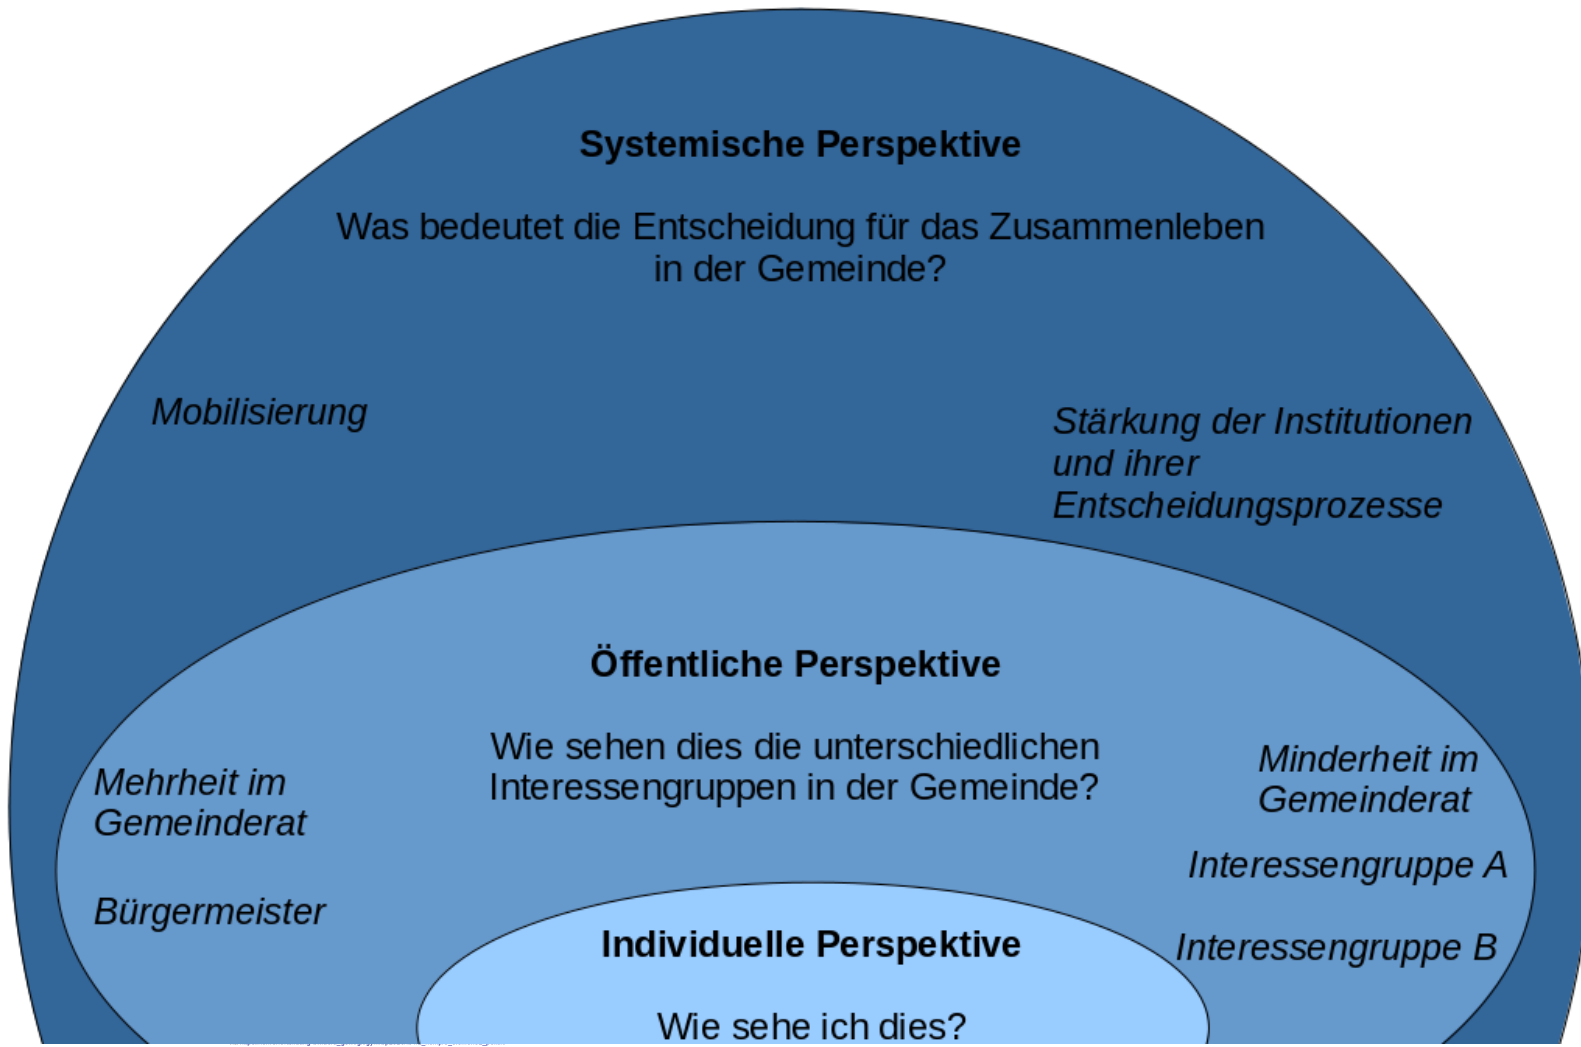 Systemische Perspektive
Was bedeutet die Entscheidung für das Zusammenleben
in der Gemeinde?
Mobilisierung
Stärkung der Institutionen
und ihrer
Entscheidungsprozesse
Öffentliche Perspektive
Wie sehen dies die unterschiedlichen
Interessengruppen in der Gemeinde?
Mehrheit im
Gemeinderat
Bürgermeister
Minderheit im
Gemeinderat
Interessengruppe A
Interessengruppe B
Individuelle Perspektive
Wie sehe ich dies?